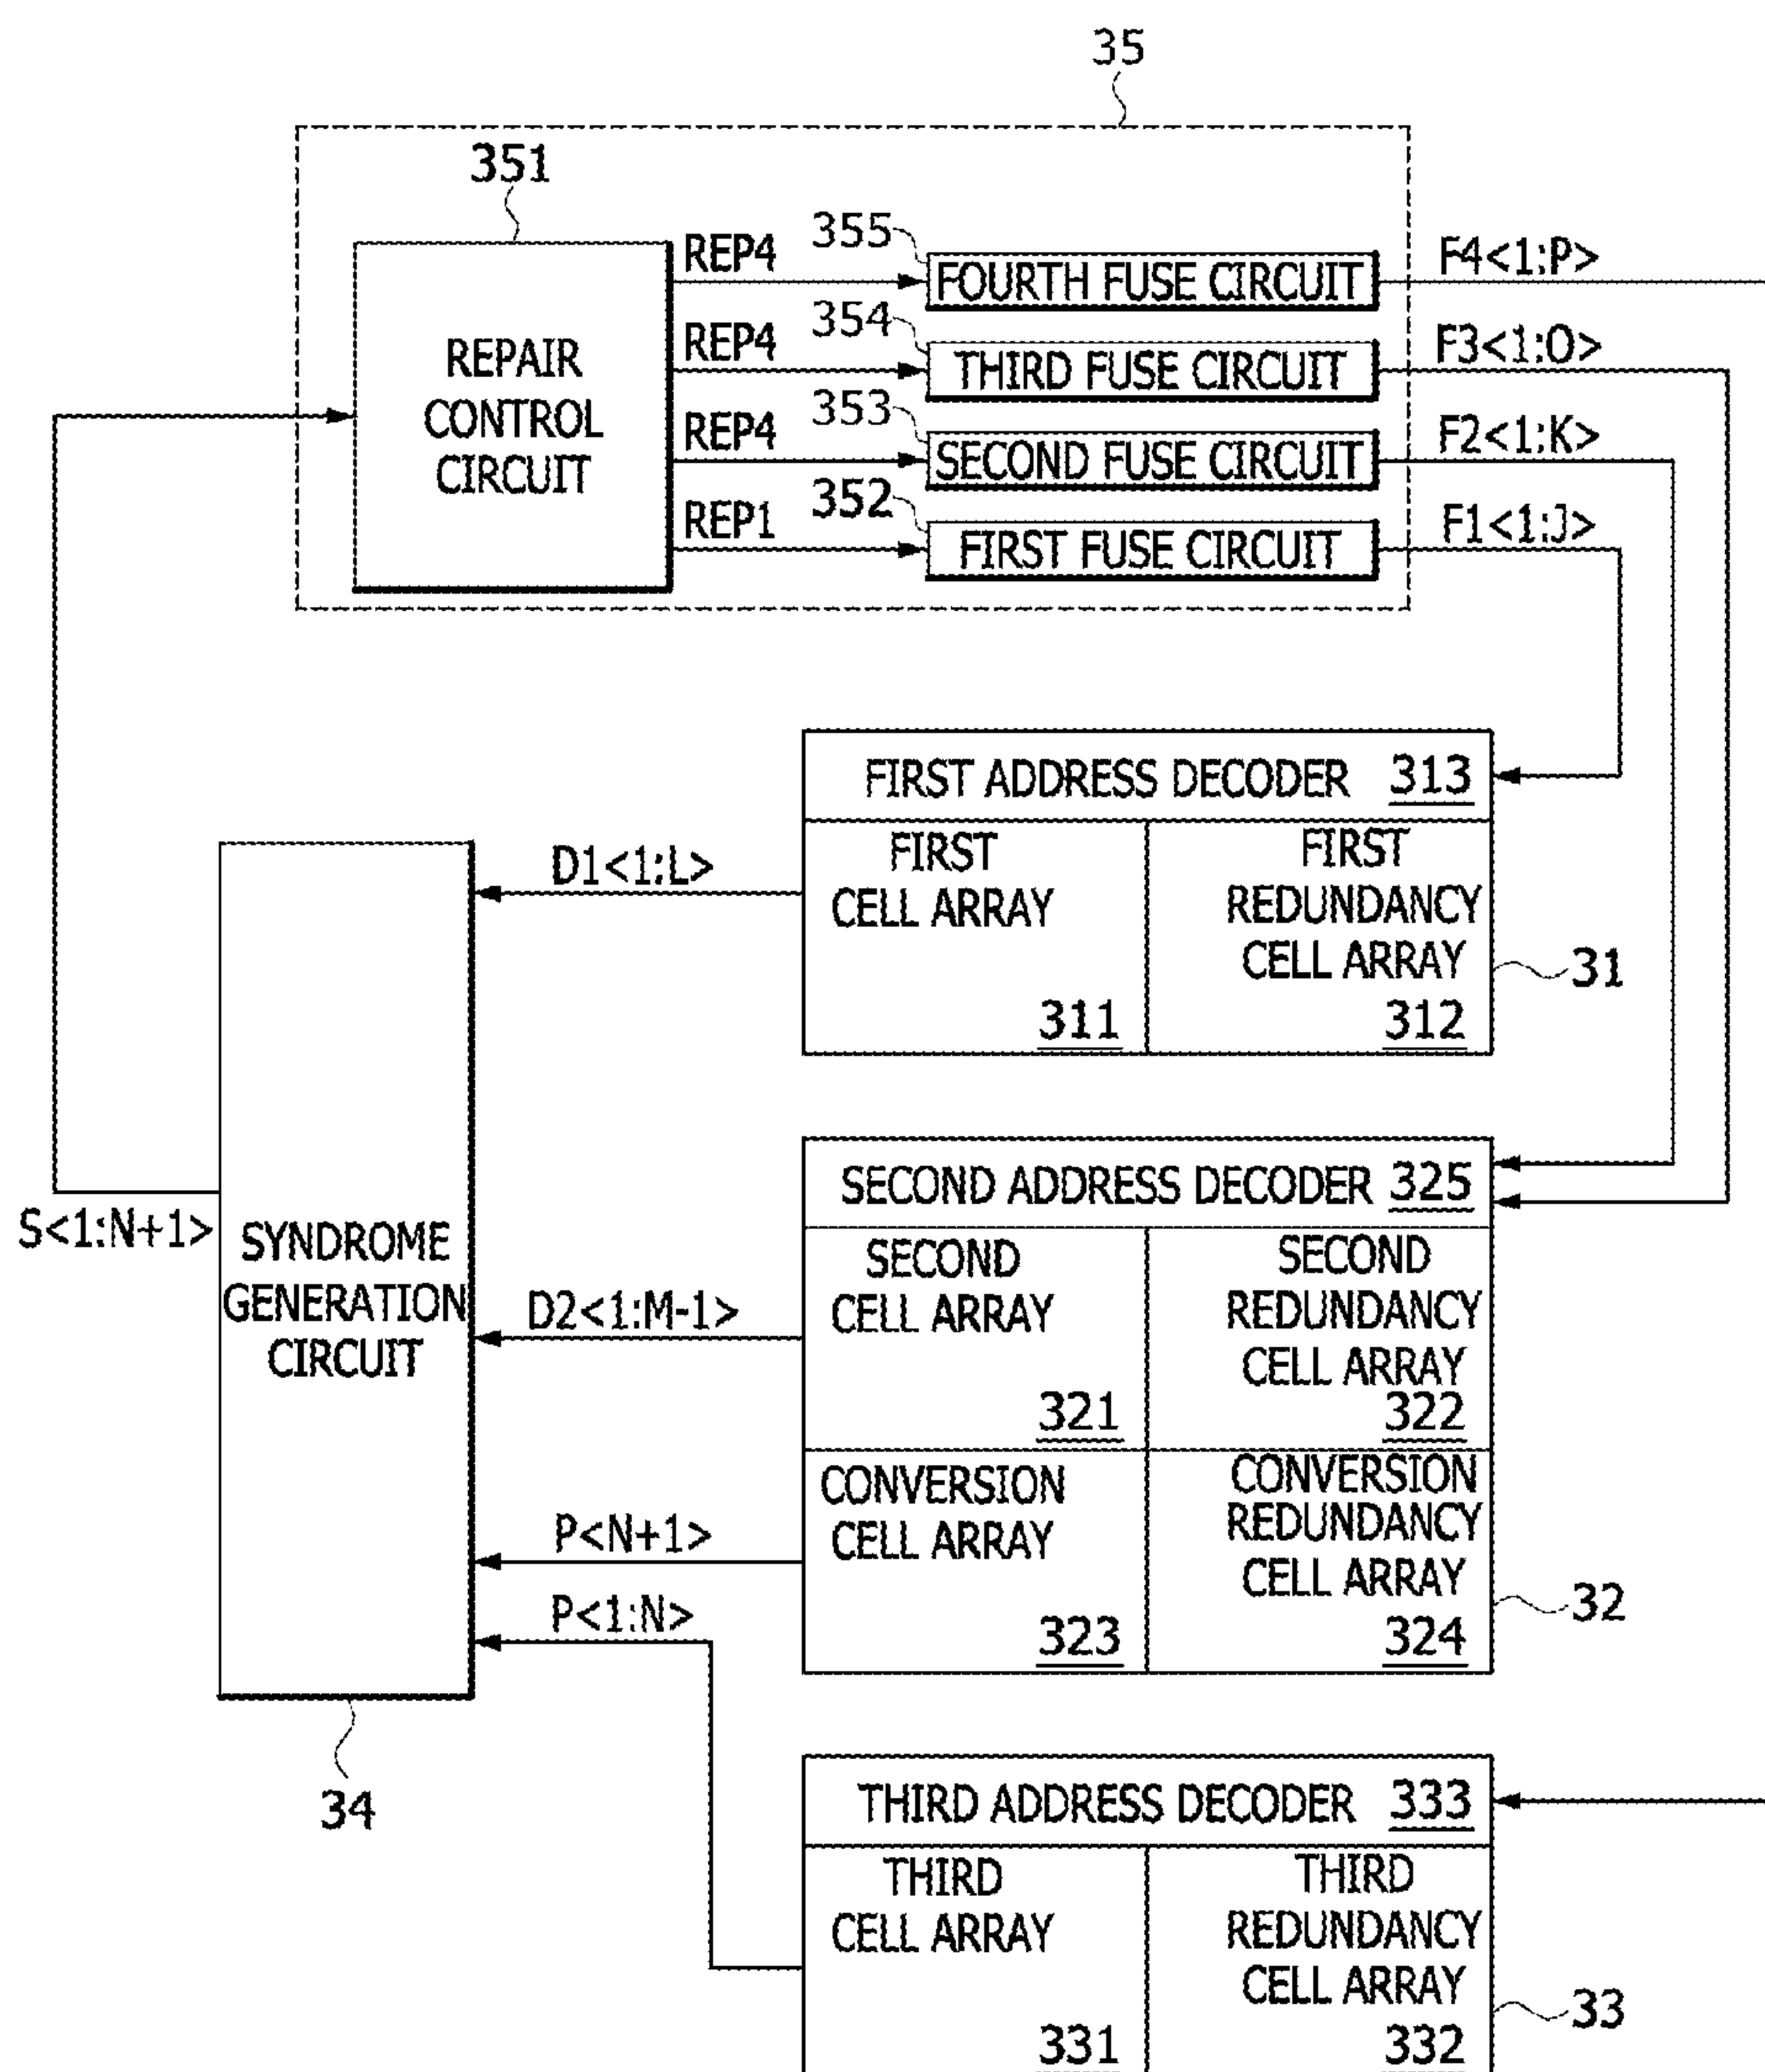 35
351
REPAIR
CONTROL
CIRCUIT
REP4
355
FOURTH FUSE CIRCUIT
F4<1:P>
REP4
354
THIRD FUSE CIRCUIT
F3<1:O>
REP4
353
SECOND FUSE CIRCUIT
F2<1:K>
REP1
352
FIRST FUSE CIRCUIT
F1<1:J>
FIRST ADDRESS DECODER 313
FIRST
CELL ARRAY
311
FIRST
REDUNDANCY
CELL ARRAY
312
31
D1<1:L>
S<1:N+1>
SYNDROME
GENERATION
CIRCUIT
34
D2<1:M-1>
P<N+1>
P<1:N>
SECOND ADDRESS DECODER 325
SECOND
CELL ARRAY
321
SECOND
REDUNDANCY
CELL ARRAY
322
CONVERSION
CELL ARRAY
323
CONVERSION
REDUNDANCY
CELL ARRAY
324
32
THIRD ADDRESS DECODER 333
THIRD
CELL ARRAY
331
THIRD
REDUNDANCY
CELL ARRAY
332
33